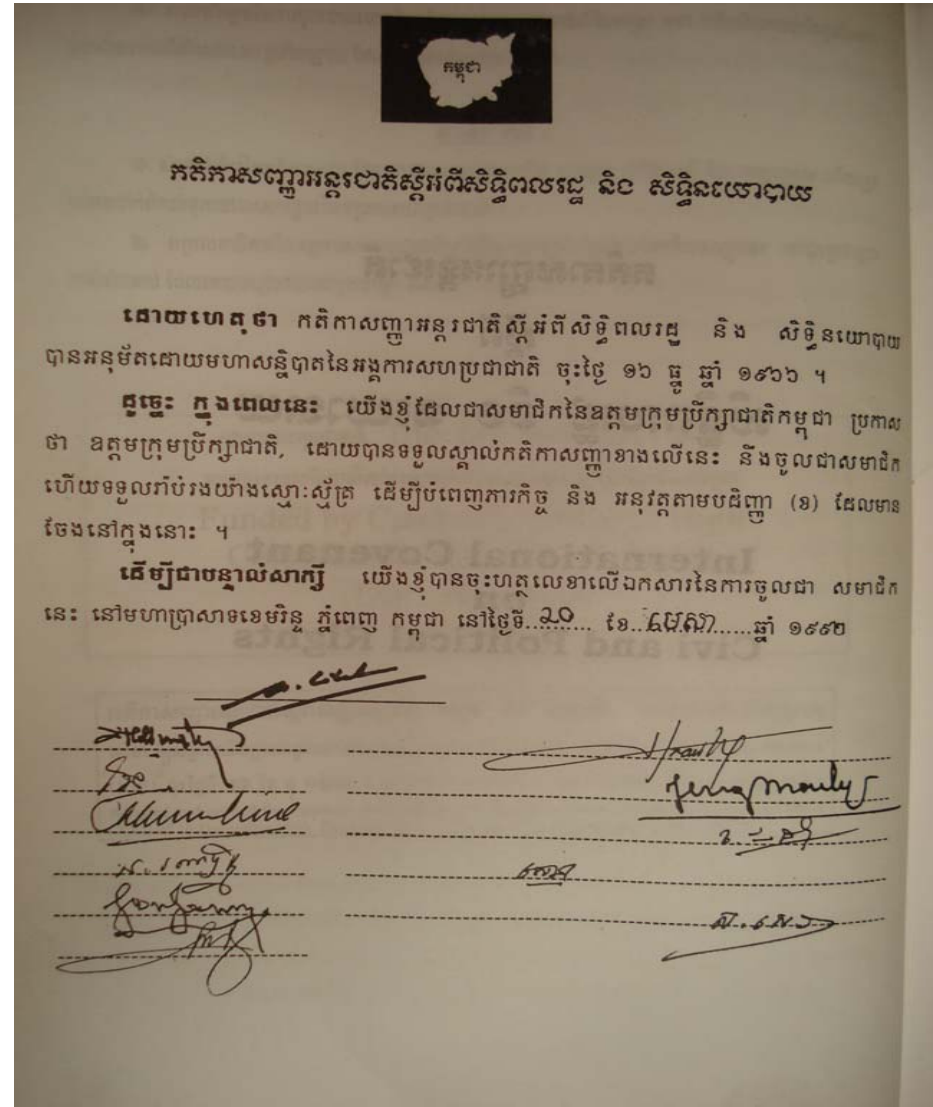 កម្ពុជា
កតិកាសញ្ញាអន្តរជាតិស្តីអំពីសិទ្ធិពលរដ្ឋ និង សិទ្ធិនយោបាយ
ដោយហេតុថា កតិកាសញ្ញាអន្តរជាតិស្តីអំពីសិទ្ធិពលរដ្ឋ និង សិទ្ធិនយោបាយ
បានអនុម័តដោយមហាសន្និបាតនៃអង្គការសហប្រជាជាតិ ចុះថ្ងៃ ១៦ ធ្នូ ឆ្នាំ ១៩៦៦ ។
ដូច្នេះ ក្នុងពេលនេះ យើងខ្ញុំដែលជាសមាជិកនៃឧត្តមក្រុមប្រឹក្សាជាតិកម្ពុជា ប្រកាស
ថា ឧត្តមក្រុមប្រឹក្សាជាតិ, ដោយបានទទួលស្គាល់កតិកាសញ្ញាខាងលើនេះ នឹងចូលជាសមាជិក
ហើយទទួលរ៉ាប់រងយ៉ាងស្មោះស្ម័គ្រ ដើម្បីបំពេញភារកិច្ច និង អនុវត្តតាមបដិញ្ញា (ខ) ដែលមាន
ចែងនៅក្នុងនោះ ។
ដើម្បីជាបន្ទាល់សាក្សី យើងខ្ញុំបានចុះហត្ថលេខាលើឯកសារនៃការចូលជា សមាជិក
នេះ នៅមហាប្រាសាទខេមរិន្ទ ភ្នំពេញ កម្ពុជា នៅថ្ងៃទី ២០ ខែ មេសា ឆ្នាំ ១៩៩២